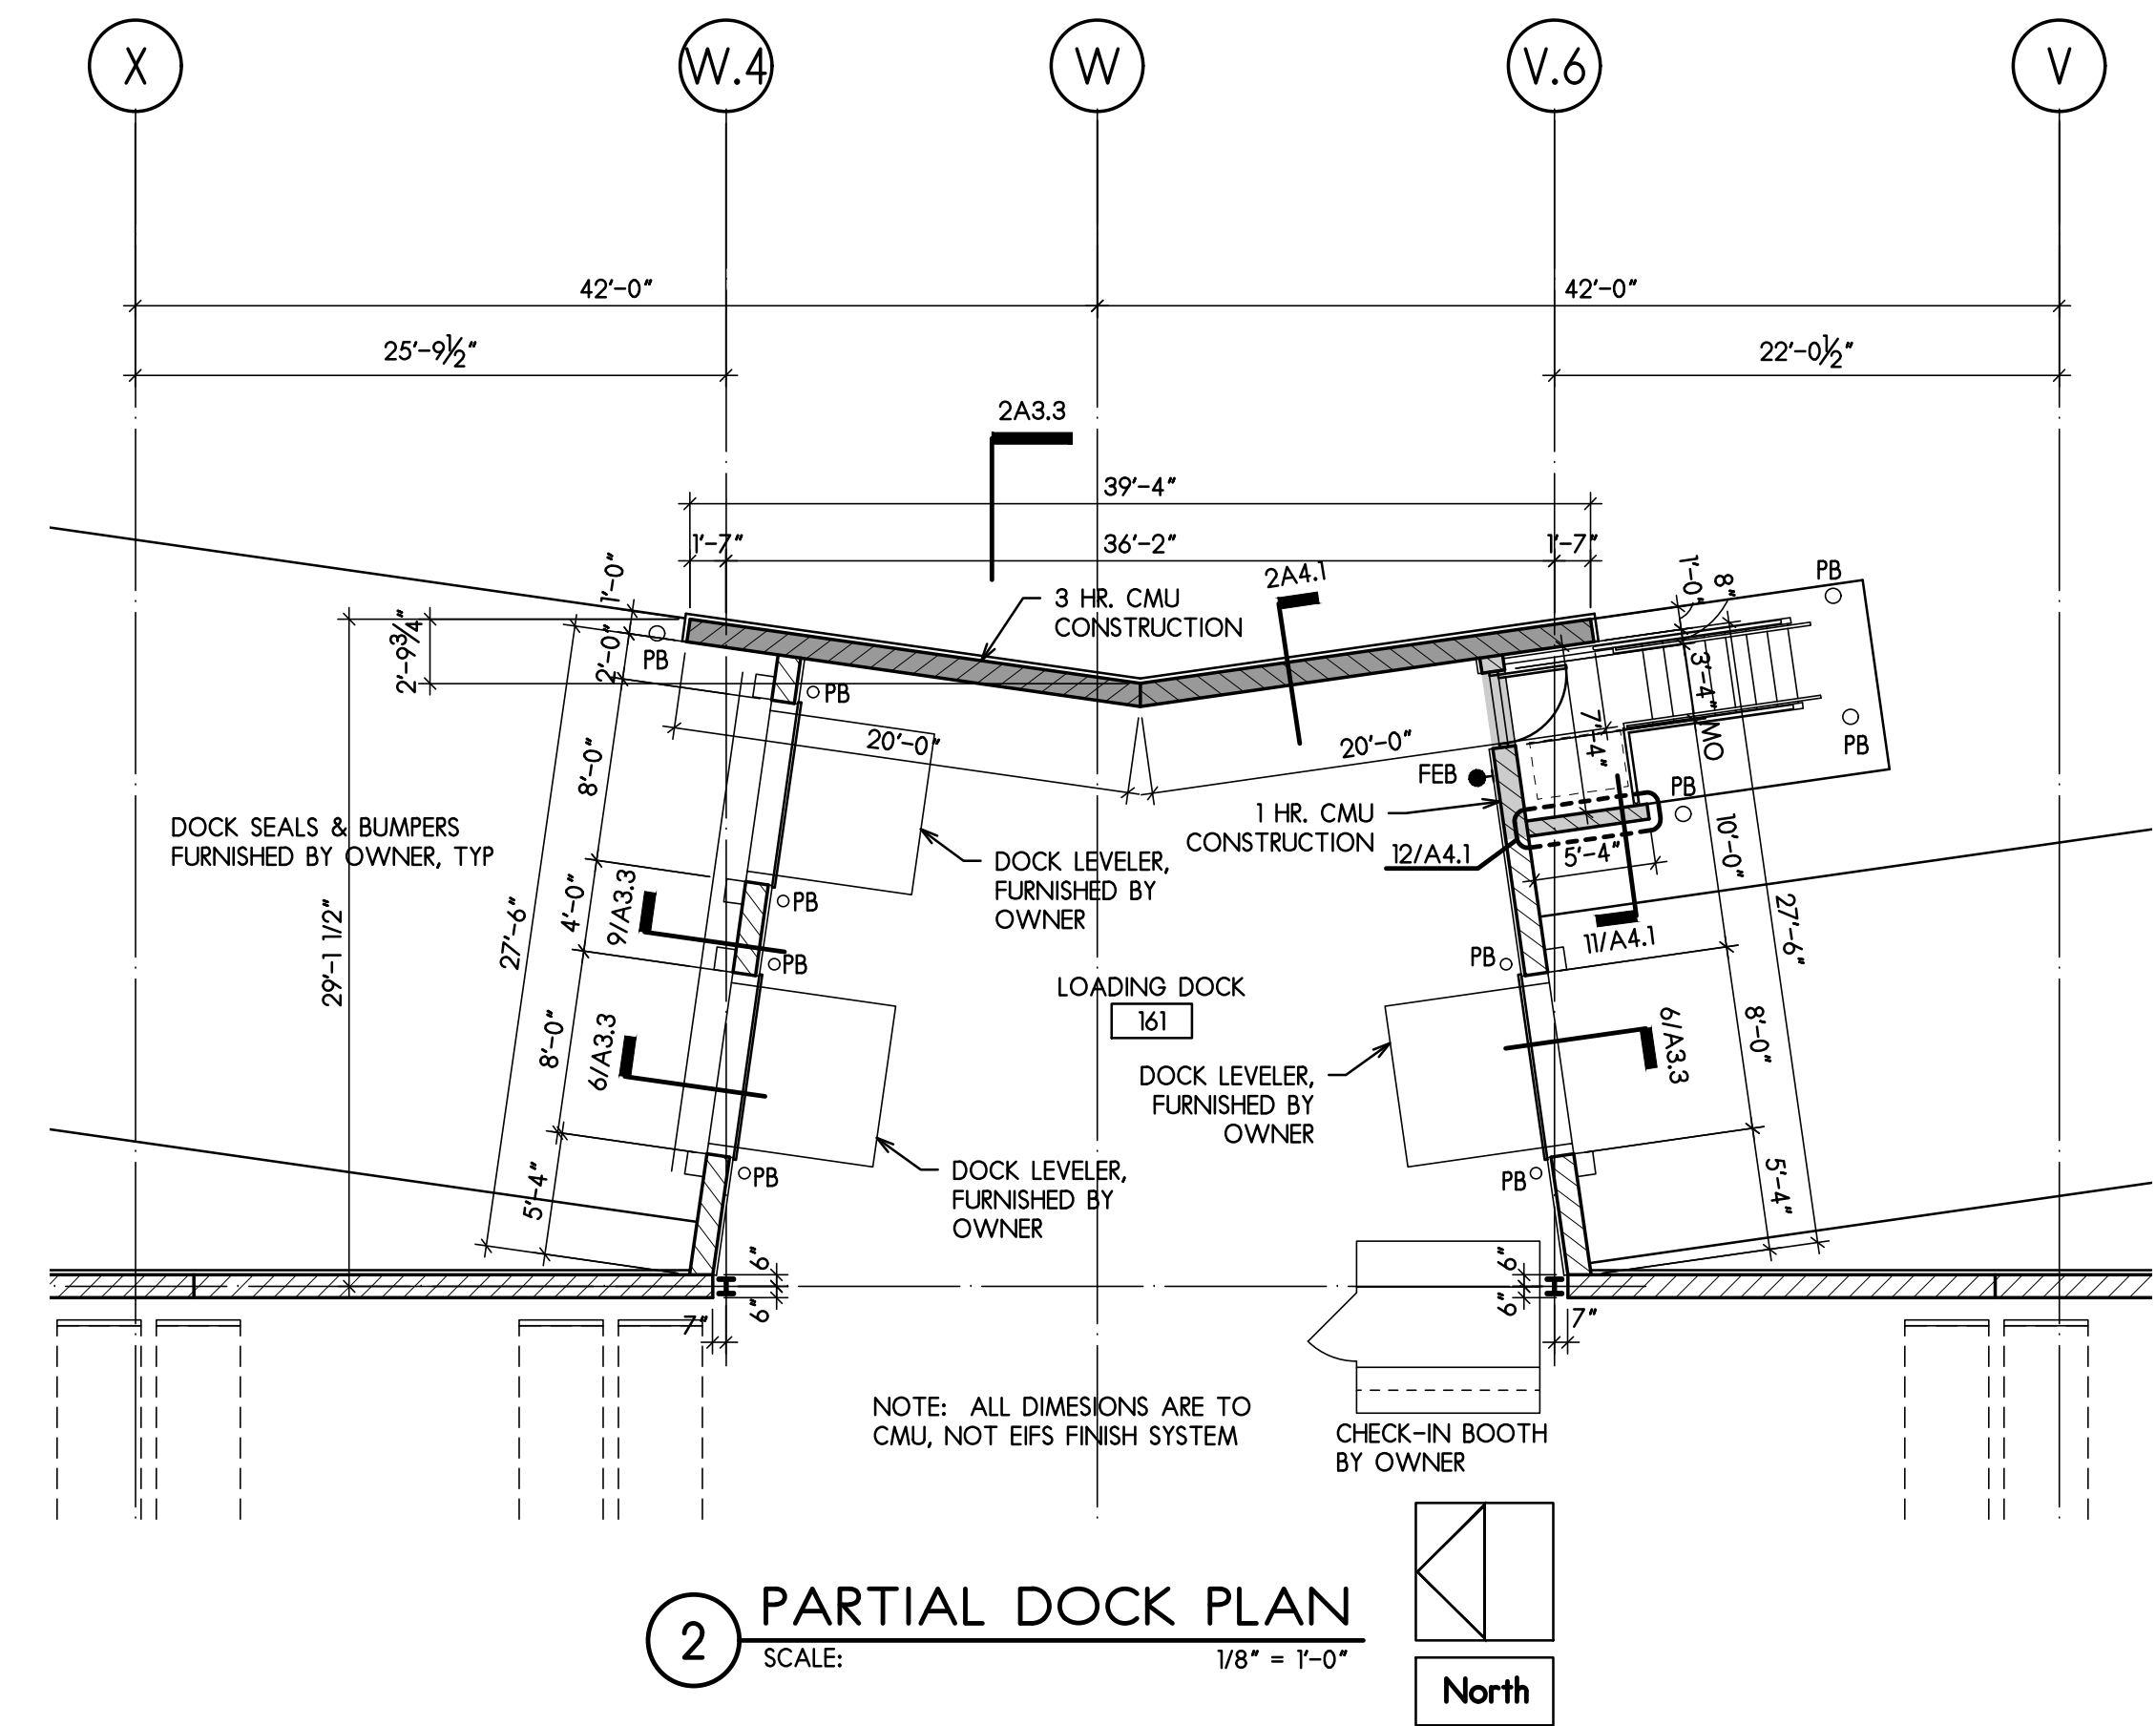 X
W.4
W
V.6
V
42'-0"
42'-0"
25'-9½"
22'-0½"
2A3.3
39'-4"
1'-7"
36'-2"
1'-7"
1'-0"
2'-9¾"
2'-0"
PB
3 HR. CMU
CONSTRUCTION
2A4.1
1'-0"
8"
PB
3'-4" MO
PB
PB
20'-0"
20'-0"
7'-4"
FEB
PB
8'-0"
1 HR. CMU
CONSTRUCTION
12/A4.1
5'-4"
10'-0"
DOCK SEALS & BUMPERS
FURNISHED BY OWNER, TYP
DOCK LEVELER,
FURNISHED BY
OWNER
29'-1 1/2"
27'-6"
4'-0"
9/A3.3
PB
PB
11/A4.1
27'-6"
PB
LOADING DOCK
161
8'-0"
6/A3.3
6/A3.3
8'-0"
DOCK LEVELER,
FURNISHED BY
OWNER
DOCK LEVELER,
FURNISHED BY
OWNER
PB
PB
5'-4"
5'-4"
6"
6"
6"
6"
7"
7"
NOTE: ALL DIMESIONS ARE TO
CMU, NOT EIFS FINISH SYSTEM
CHECK-IN BOOTH
BY OWNER
2
PARTIAL DOCK PLAN
SCALE: 1/8" = 1'-0"
North